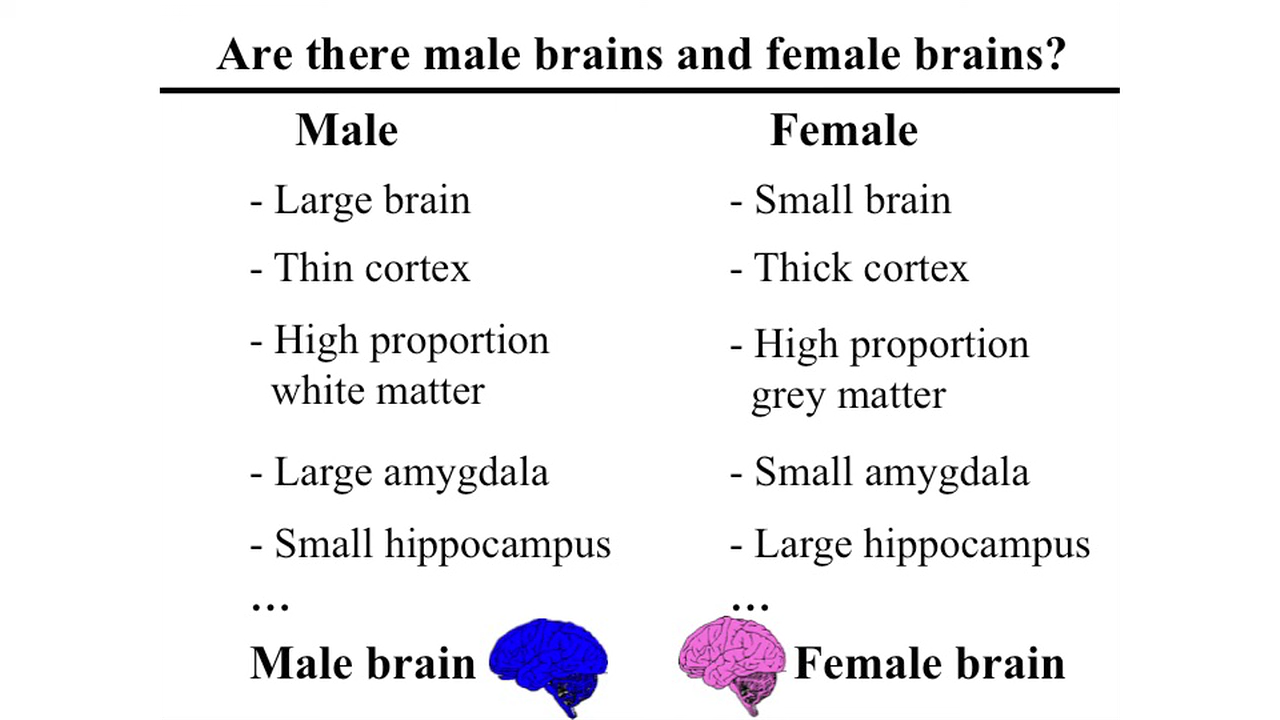 Are there male brains and female brains?
Male
Female
- Large brain
- Small brain
- Thin cortex
- Thick cortex
- High proportion
white matter
- High proportion
grey matter
- Large amygdala
- Small amygdala
- Small hippocampus
- Large hippocampus
...
...
Male brain
Female brain